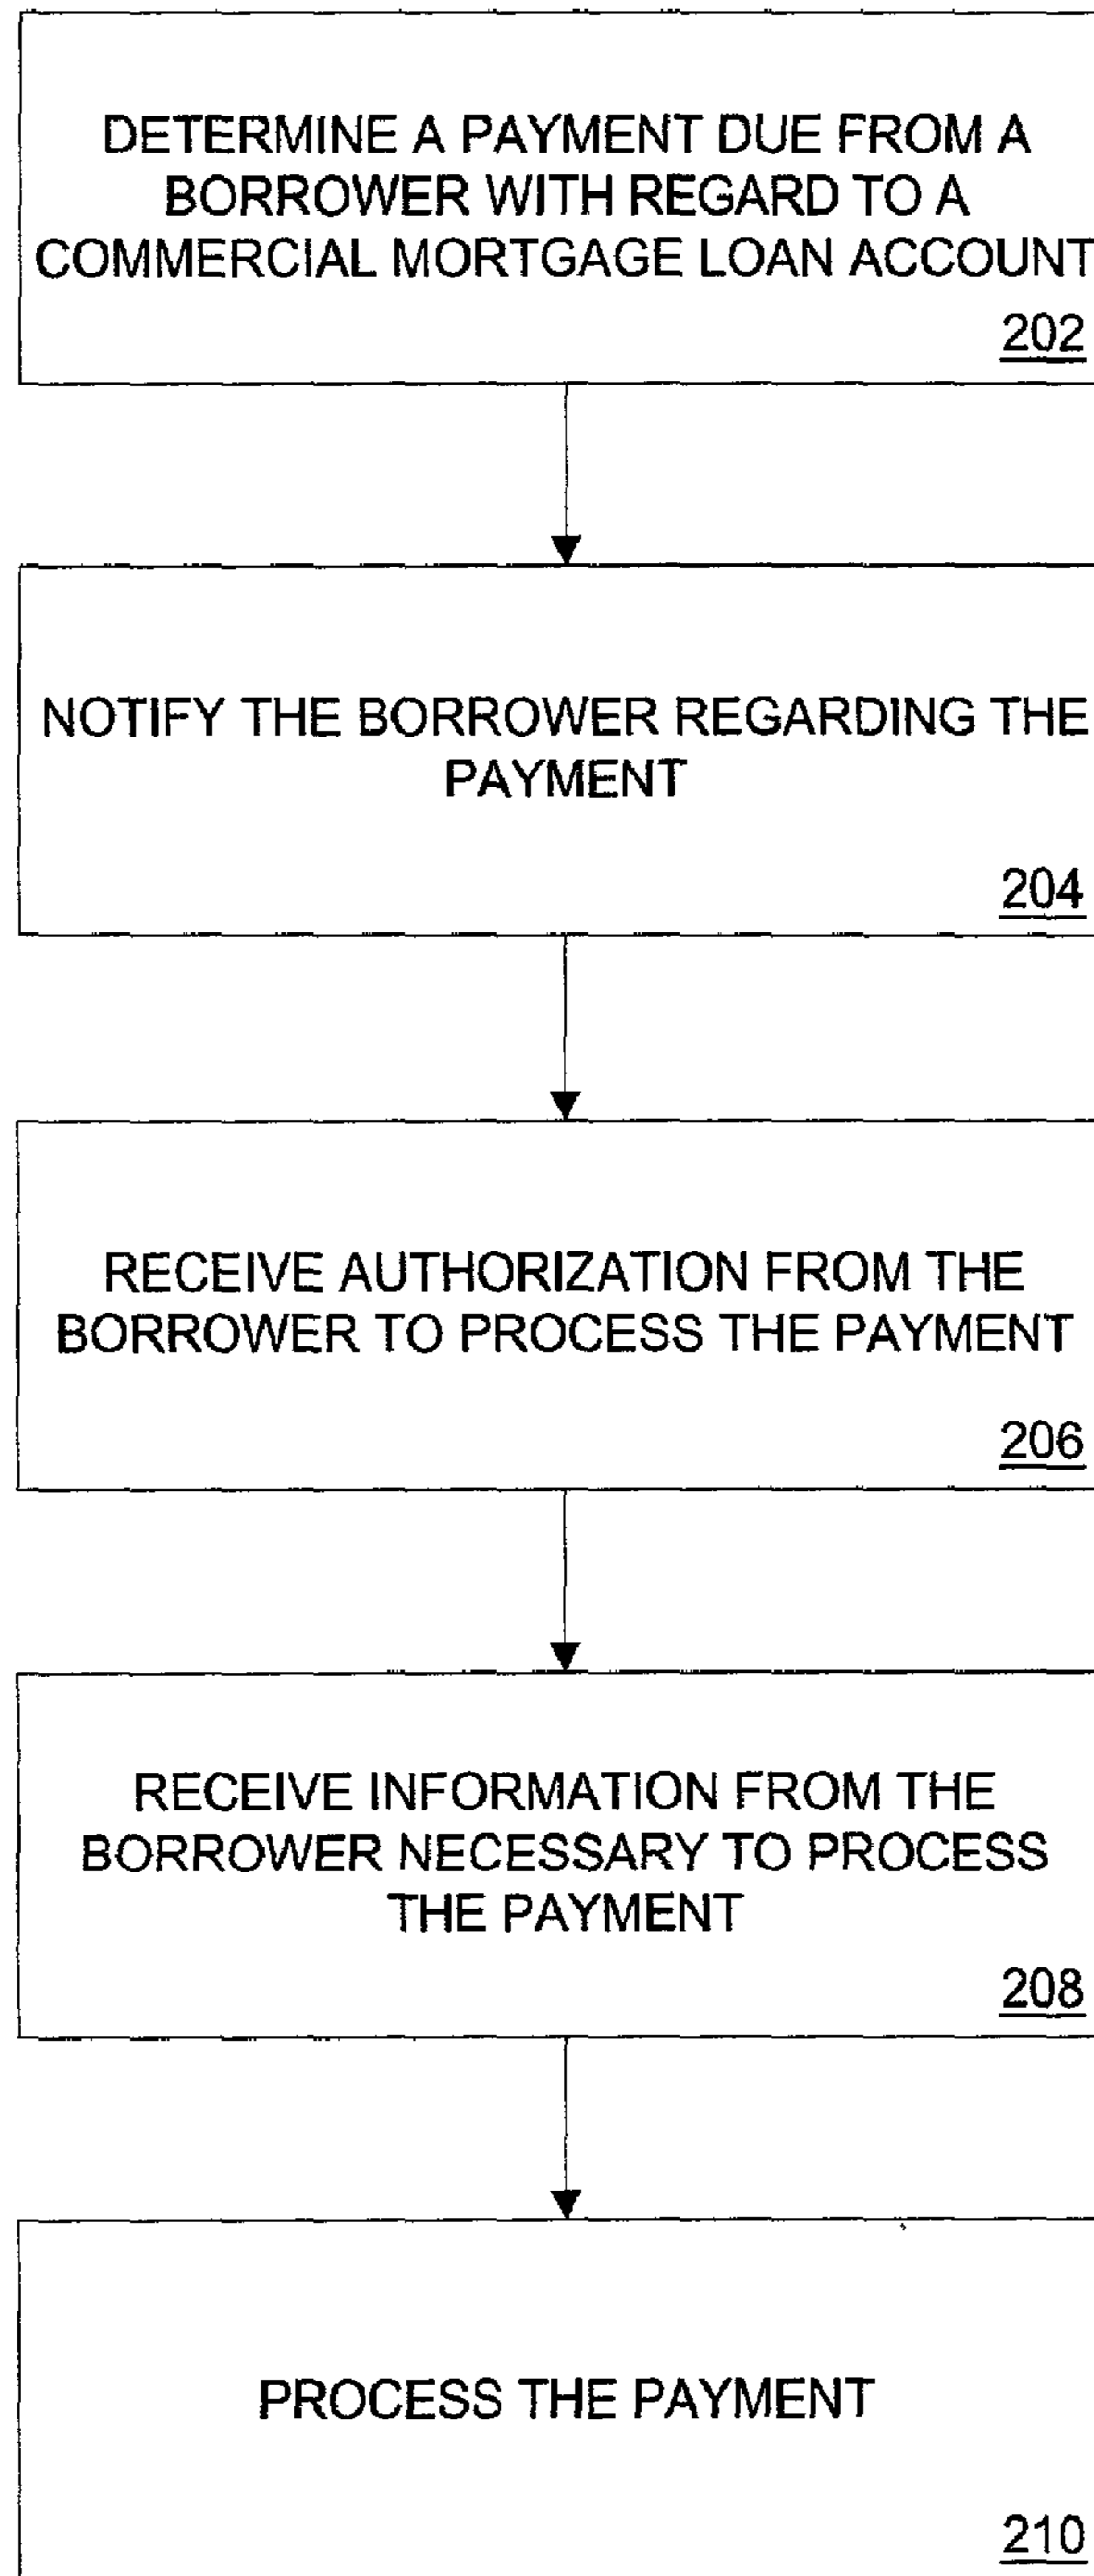 DETERMINE A PAYMENT DUE FROM A
BORROWER WITH REGARD TO A
COMMERCIAL MORTGAGE LOAN ACCOUNT
202
NOTIFY THE BORROWER REGARDING THE
PAYMENT
204
RECEIVE AUTHORIZATION FROM THE
BORROWER TO PROCESS THE PAYMENT
206
RECEIVE INFORMATION FROM THE
BORROWER NECESSARY TO PROCESS
THE PAYMENT
208
PROCESS THE PAYMENT
210